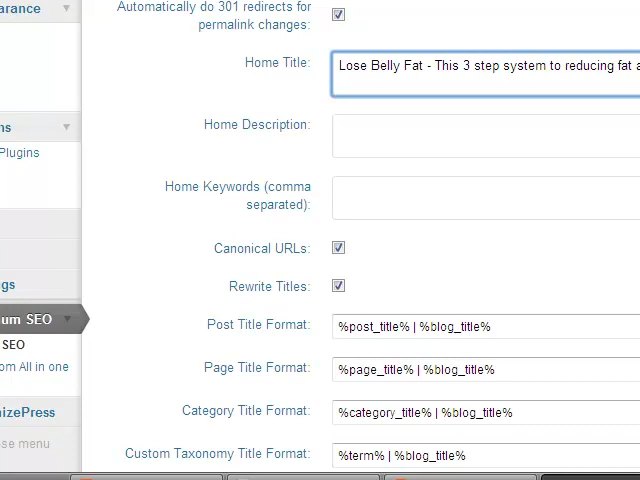 arance
Automatically do 301 redirects for
permalink changes:
Home Title:
Lose Belly Fat - This 3 step system to reducing fat a
ns
Home Description:
Plugins
Home Keywords (comma
separated):
Canonical URLs:
gs
Rewrite Titles:
um SEO
Post Title Format:
%post_title% | %blog_title%
SEO
om All in one
Page Title Format:
%page_title% | %blog_title%
izePress
Category Title Format:
%category_title% | %blog_title%
se menu
Custom Taxonomy Title Format:
%term% | %blog_title%